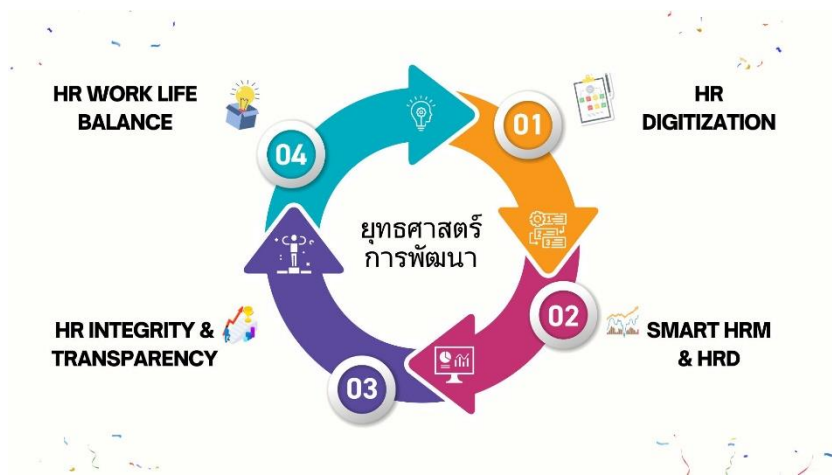 HR WORK LIFE
BALANCE
04
01
HR
DIGITIZATION
ยุทธศาสตร์
การพัฒนา
HR INTEGRITY &
TRANSPARENCY
03
02
SMART HRM
& HRD